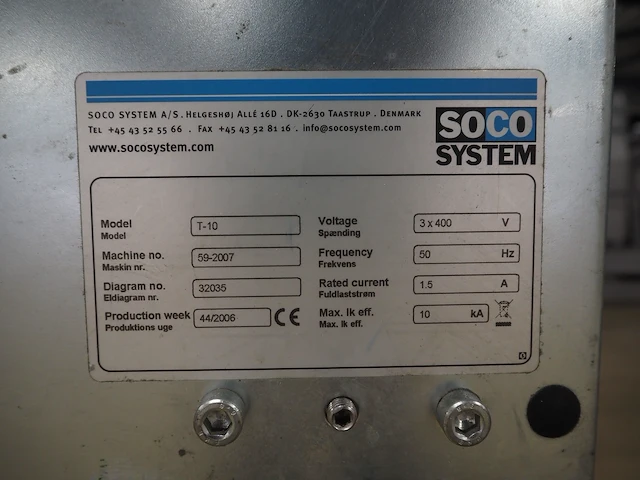 SOCO SYSTEM A/S . HELGESHØJ ALLÉ 16D . DK-2630 TAASTRUP . DENMARK
TEL +45 43 52 55 66 . FAX +45 43 52 81 16 . info@socosystem.com
www.socosystem.com
SOCO
SYSTEM
Model T-10 Voltage 3 x 400 V
Model Spænding
Machine no. 59-2007 Frequency 50 Hz
Maskin nr. Frekvens
Diagram no. 32035 Rated current 1.5 A
Eldiagram nr. Fuldlaststrøm
Production week 44/2006 CE Max. Ik eff. 10 kA
Produktions uge Max. Ik eff.